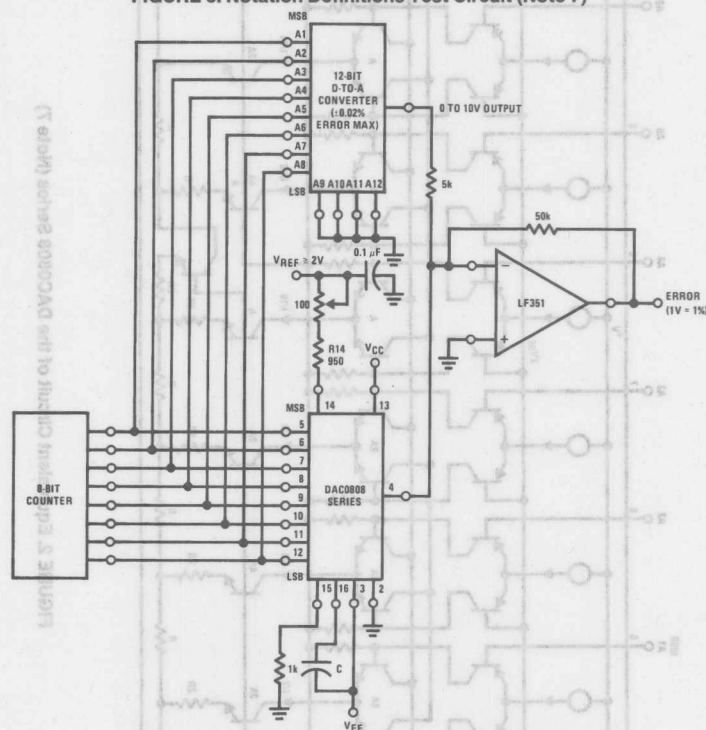 FIGURE 3. Notation Definitions Test Circuit (Note 7)
MSB
A1
A2
A3
A4
A5
A6
A7
A8
LSB
12-BIT
D-TO-A
CONVERTER
(±0.02%
ERROR MAX)
A9 A10 A11 A12
0 TO 10V OUTPUT
5k
50k
0.1 μF
VREF ≥ 2V
100
R14
950
VCC
LF351
−
+
ERROR
(1V = 1%)
MSB
14
13
8-BIT
COUNTER
5
6
7
8
9
10
11
12
LSB
DAC0808
SERIES
4
15
16
3
2
1k
C
VEE
FIGURE 2. Equivalent Circuit of the DAC0808 Series (Note 7)